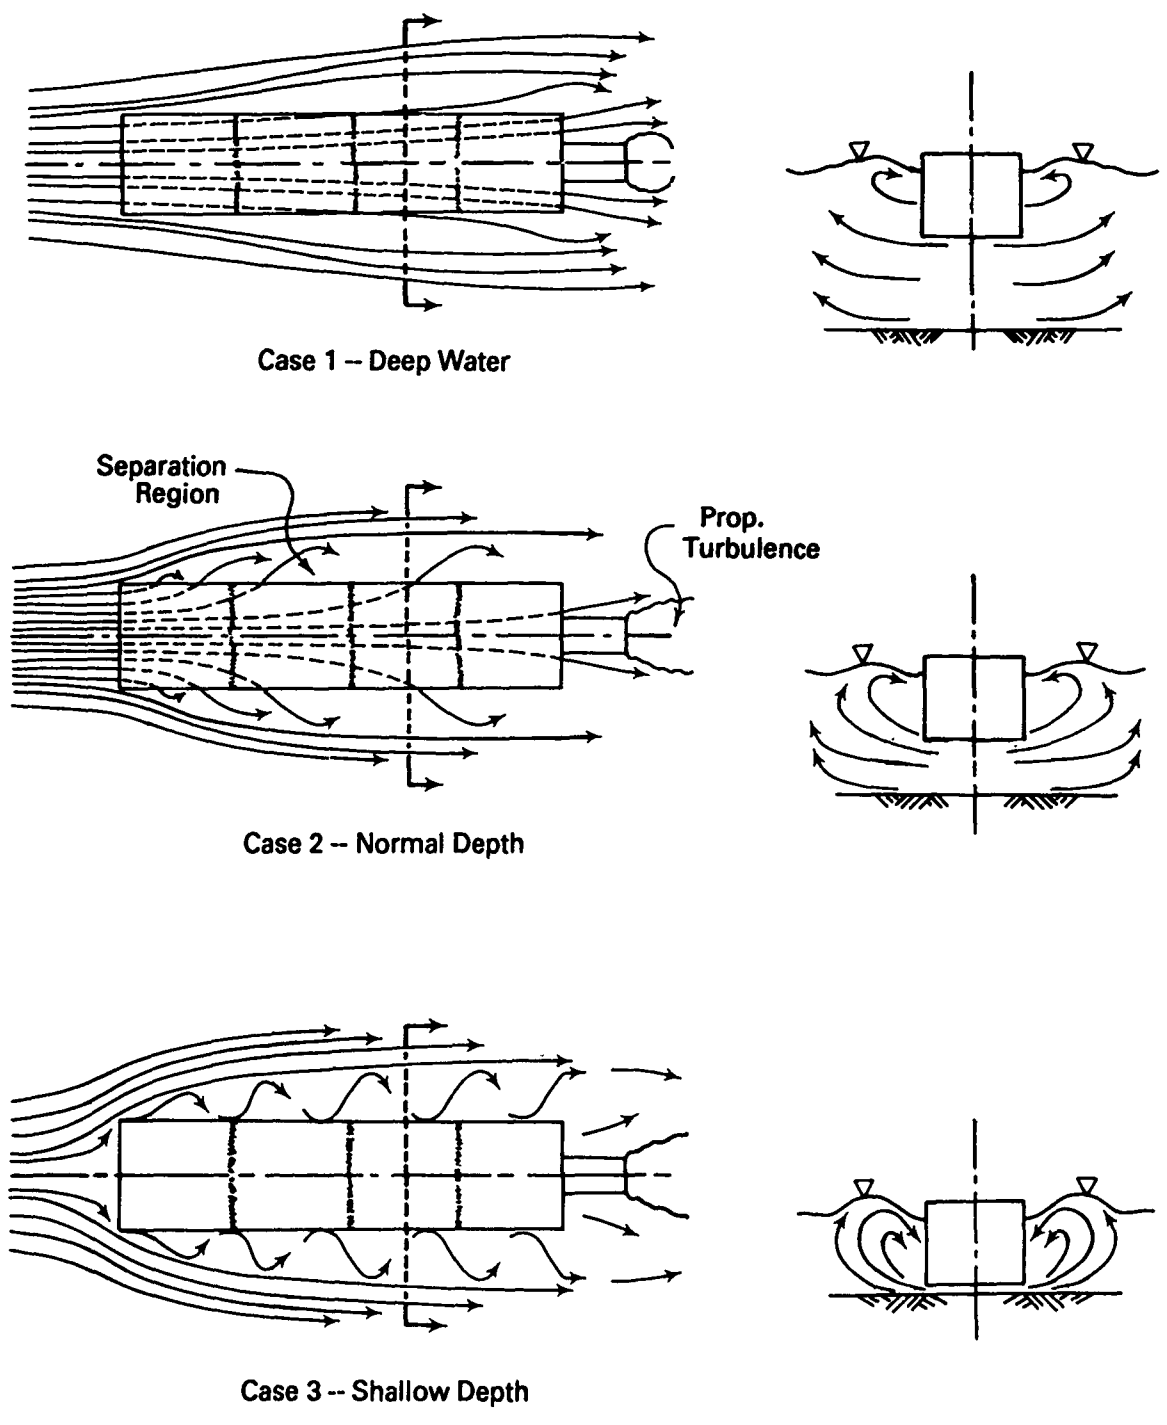 Case 1 -- Deep Water
Separation
Region
Prop.
Turbulence
Case 2 -- Normal Depth
Case 3 -- Shallow Depth